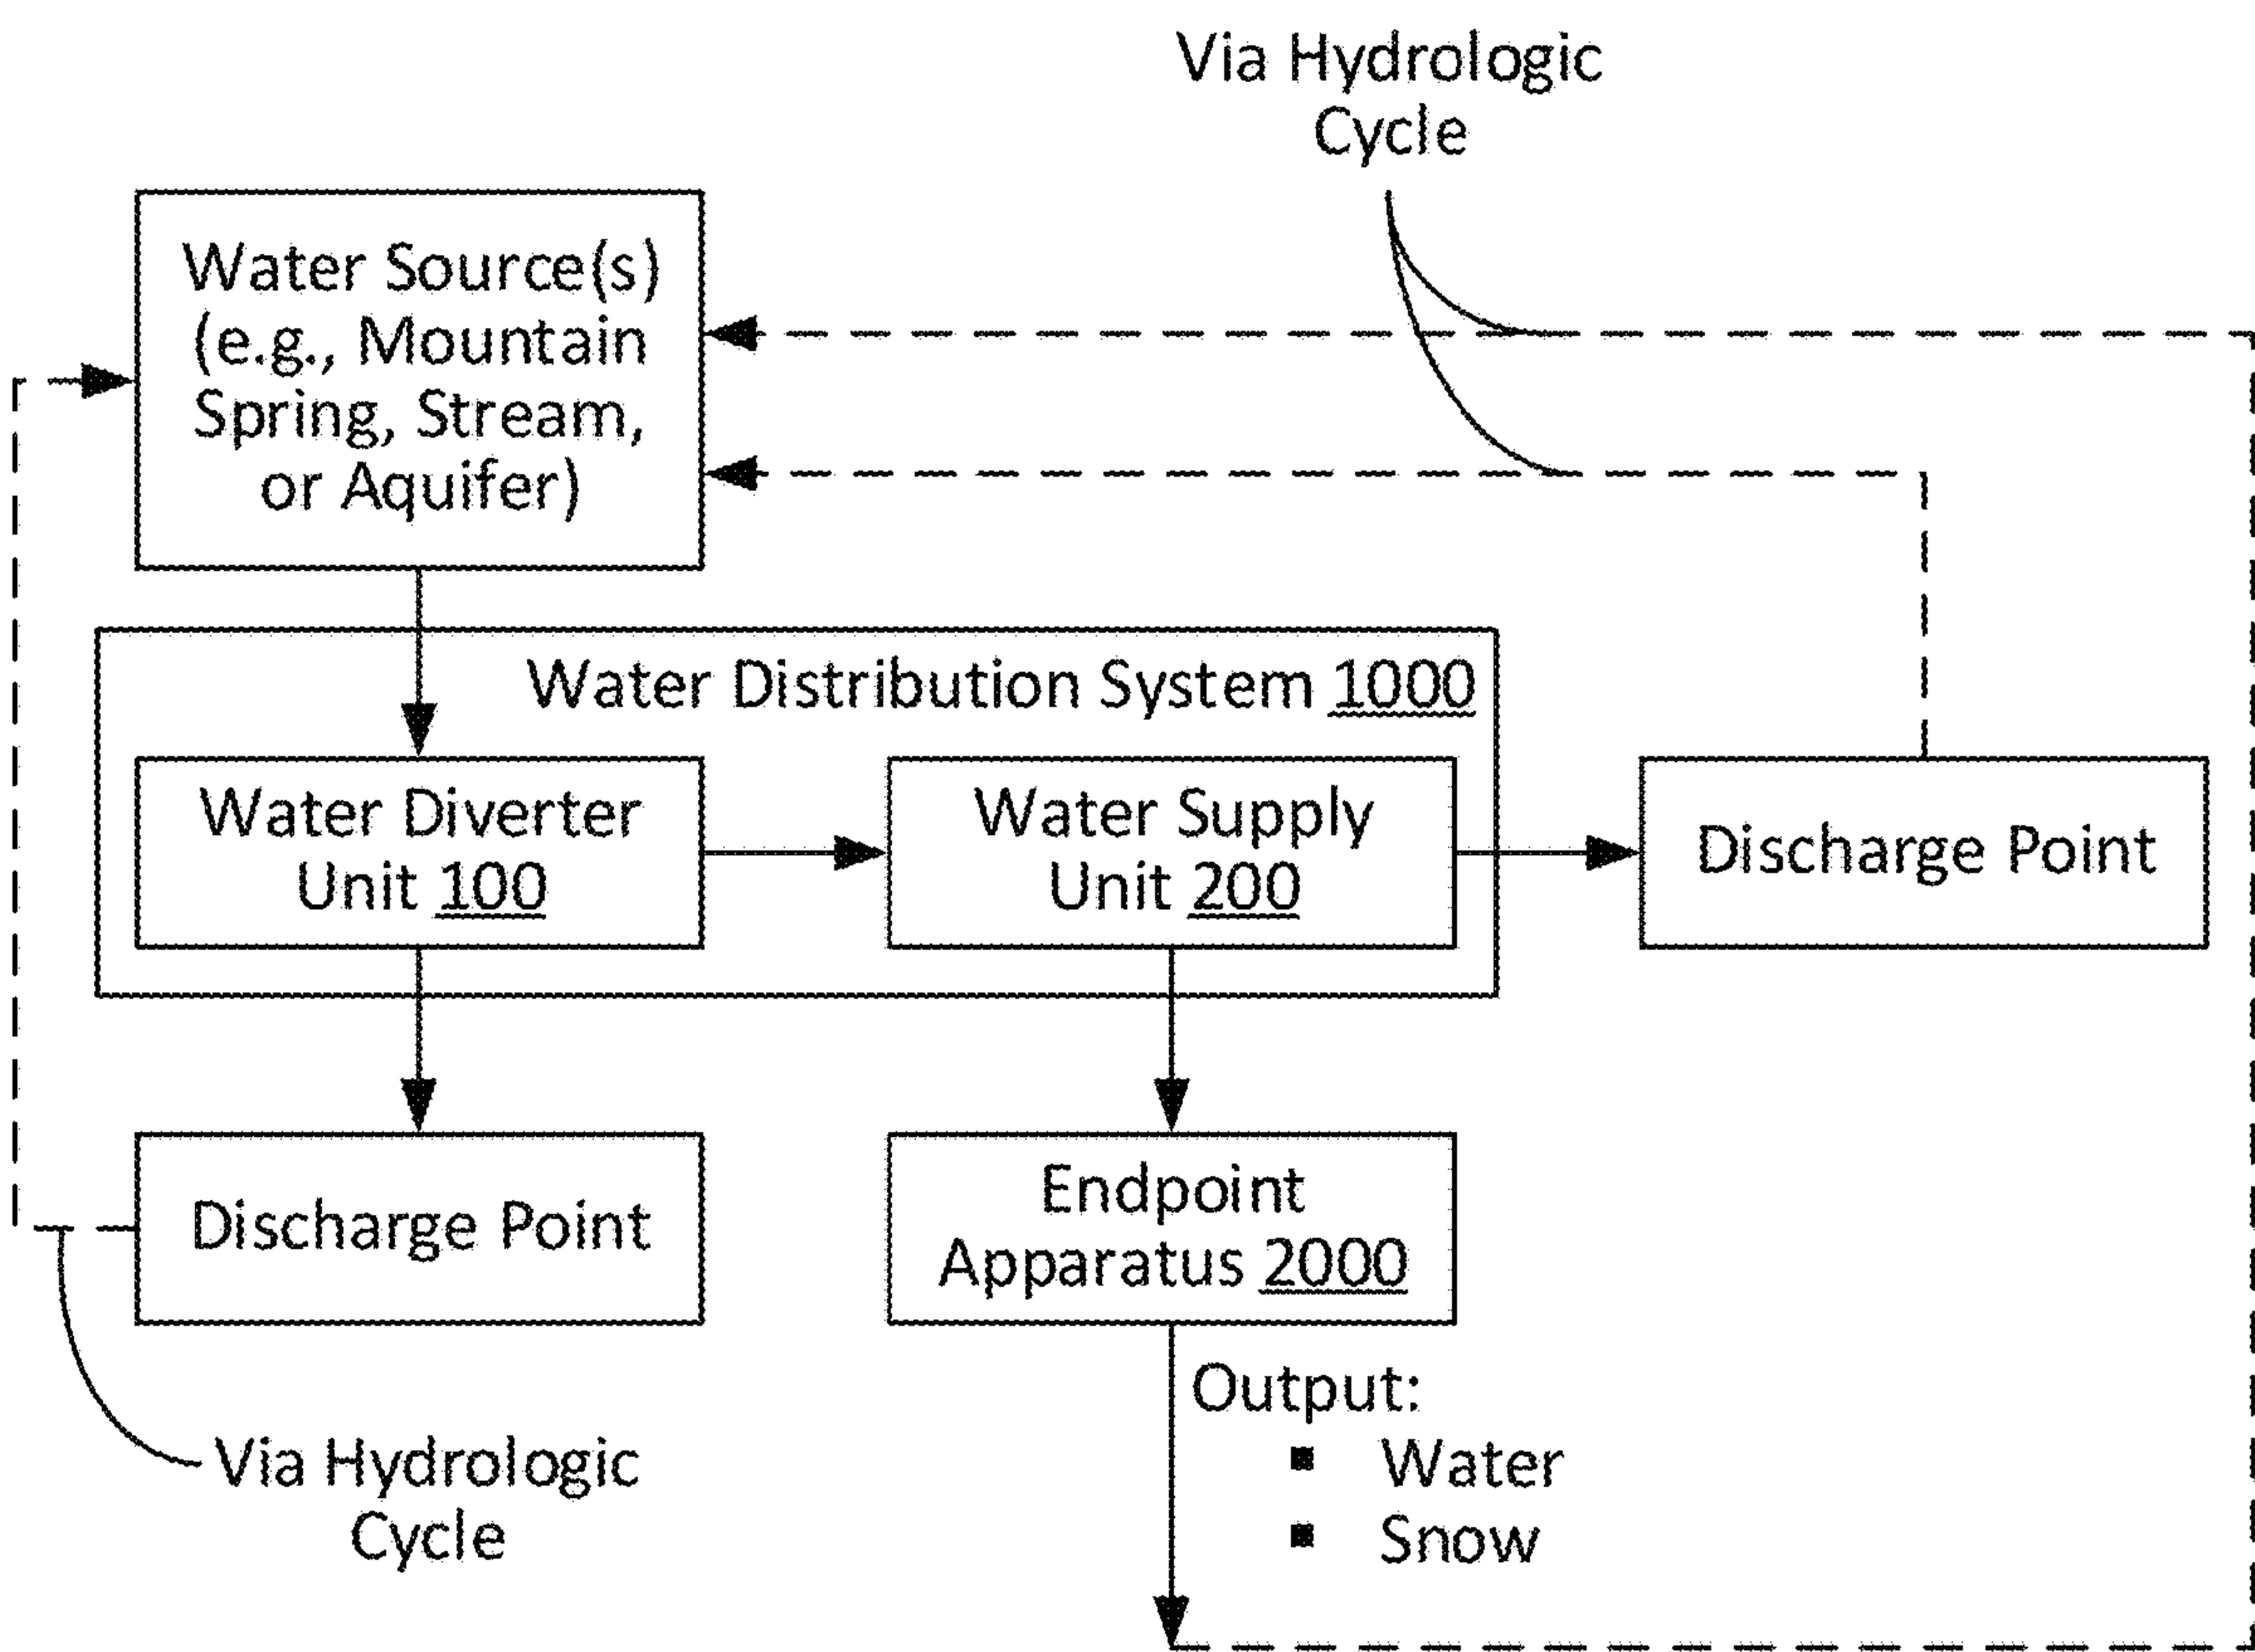 Via Hydrologic
Cycle
Water Source(s)
(e.g., Mountain
Spring, Stream,
or Aquifer)
Water Distribution System 1000
Water Diverter
Unit 100
Water Supply
Unit 200
Discharge Point
Discharge Point
Endpoint
Apparatus 2000
Output:
▪ Water
▪ Snow
Via Hydrologic
Cycle